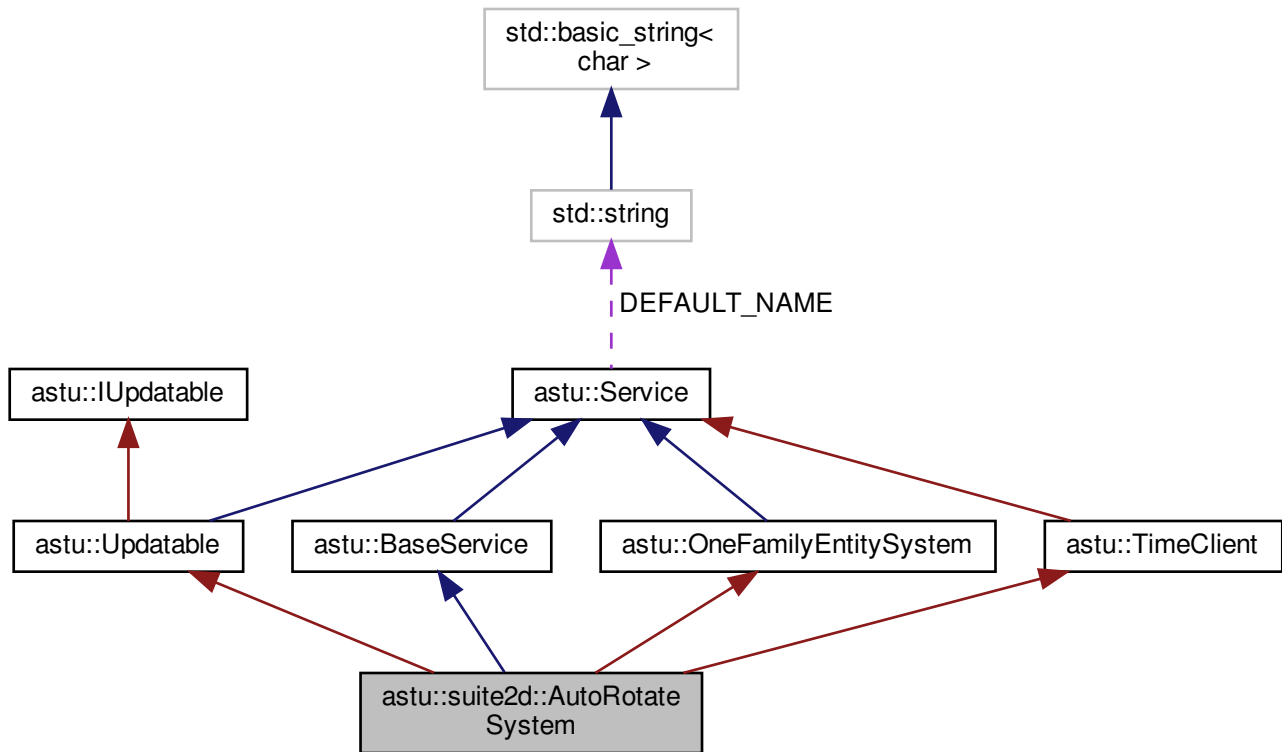 std::basic_string<
char >
std::string
DEFAULT_NAME
astu::IUpdatable
astu::Service
astu::Updatable
astu::BaseService
astu::OneFamilyEntitySystem
astu::TimeClient
astu::suite2d::AutoRotate
System